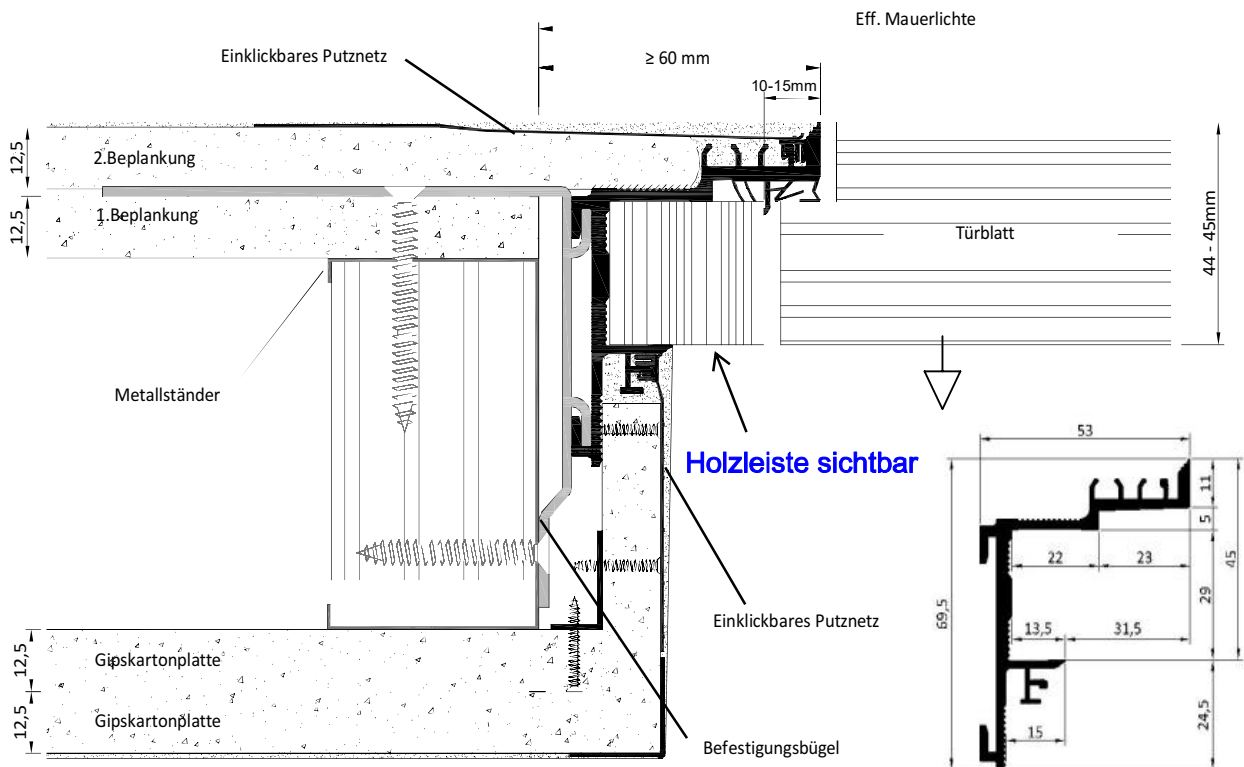 Eff. Mauerlichte
Einklickbares Putznetz
≥ 60 mm
10-15mm
12,5
2.Beplankung
12,5
1.Beplankung
Türblatt
44 - 45mm
Metallständer
Holzleiste sichtbar
53
11
5
22
23
45
29
69,5
13,5
31,5
15
24,5
Einklickbares Putznetz
12,5
Gipskartonplatte
12,5
Gipskartonplatte
Befestigungsbügel